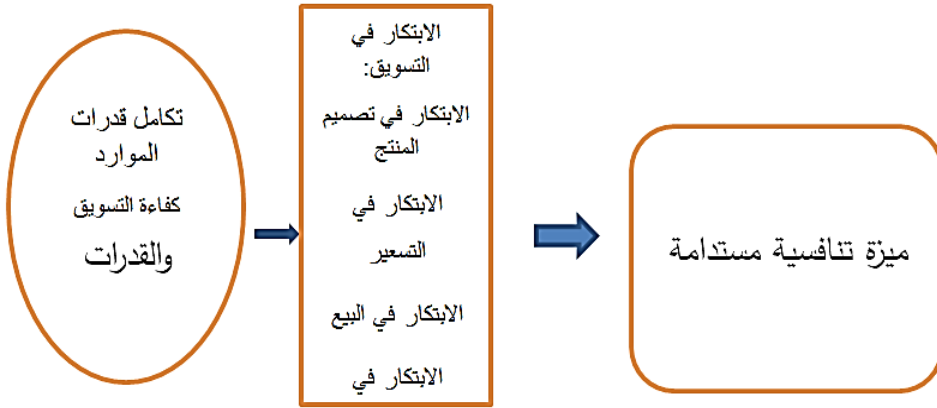 تكامل قدرات
الموارد
كفاءة التسويق
والقدرات
الابتكار في
التسويق:
الابتكار في تصميم
المنتج
الابتكار في
التسعير
الابتكار في البيع
الابتكار في
ميزة تنافسية مستدامة